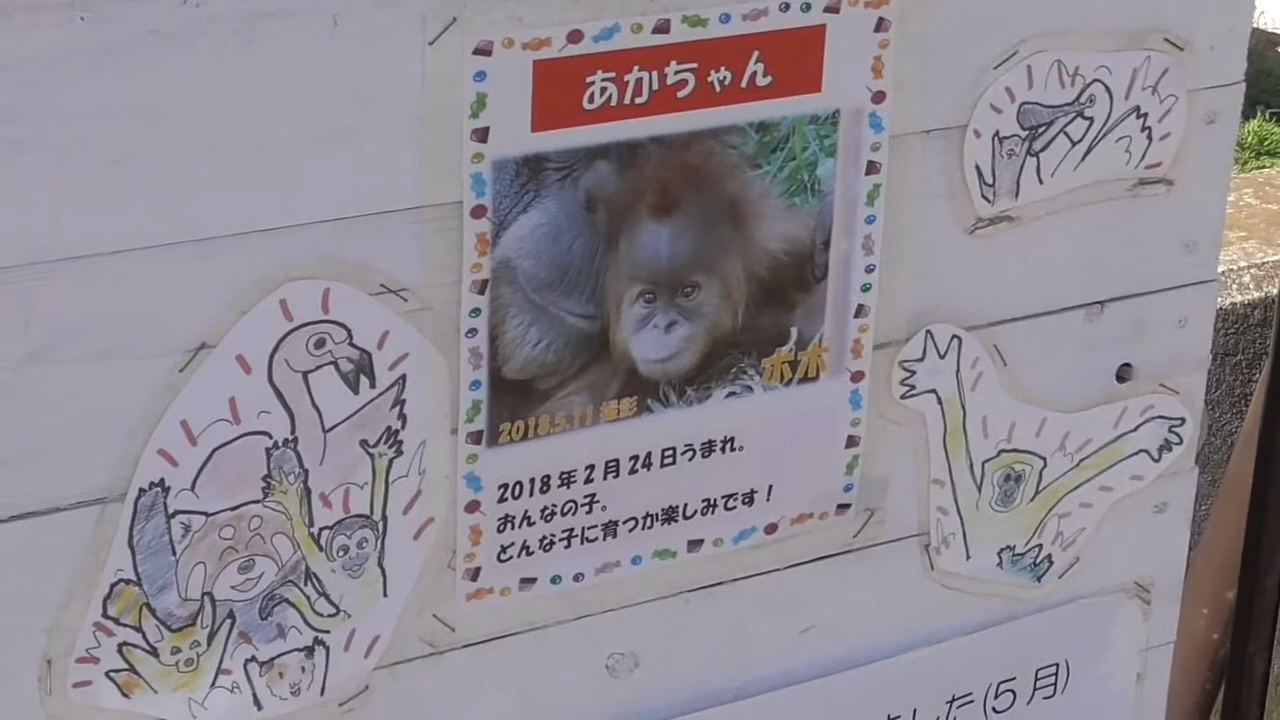 あかちゃん
ポポ
2018.5.11 撮影
2018年2月24日うまれ。
おんなの子。
どんな子に育つか楽しみです！
した(5月)